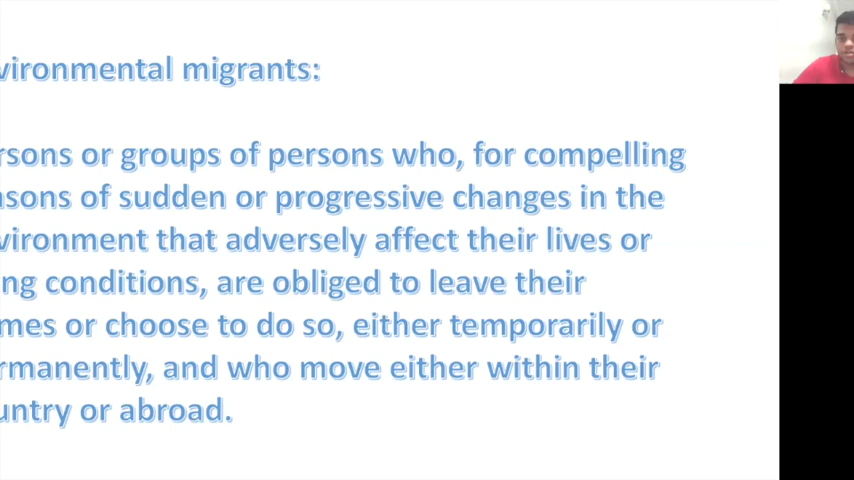 vironmental migrants:
rsons or groups of persons who, for compelling
asons of sudden or progressive changes in the
vironment that adversely affect their lives or
ng conditions, are obliged to leave their
mes or choose to do so, either temporarily or
rmanently, and who move either within their
untry or abroad.